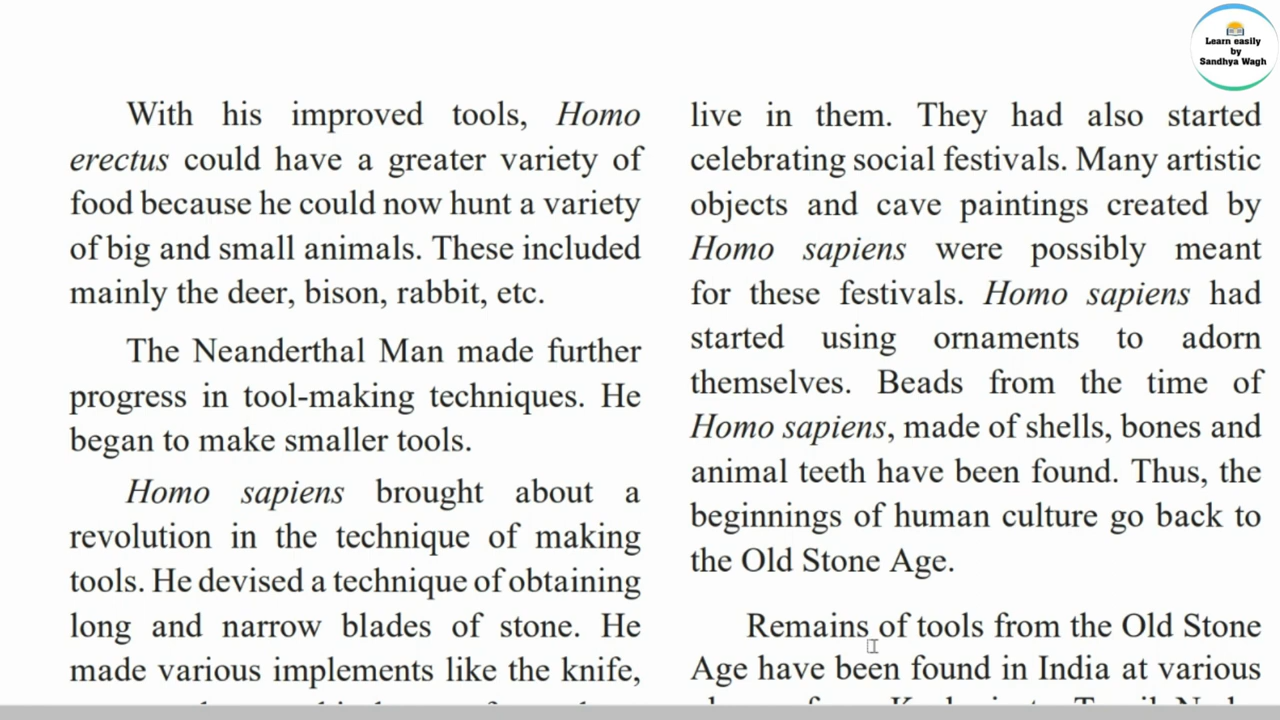 Learn easily
by
Sandhya Wagh
With his improved tools, Homo
erectus could have a greater variety of
food because he could now hunt a variety
of big and small animals. These included
mainly the deer, bison, rabbit, etc.
The Neanderthal Man made further
progress in tool-making techniques. He
began to make smaller tools.
Homo sapiens brought about a
revolution in the technique of making
tools. He devised a technique of obtaining
long and narrow blades of stone. He
made various implements like the knife,
live in them. They had also started
celebrating social festivals. Many artistic
objects and cave paintings created by
Homo sapiens were possibly meant
for these festivals. Homo sapiens had
started using ornaments to adorn
themselves. Beads from the time of
Homo sapiens, made of shells, bones and
animal teeth have been found. Thus, the
beginnings of human culture go back to
the Old Stone Age.
Remains of tools from the Old Stone
Age have been found in India at various